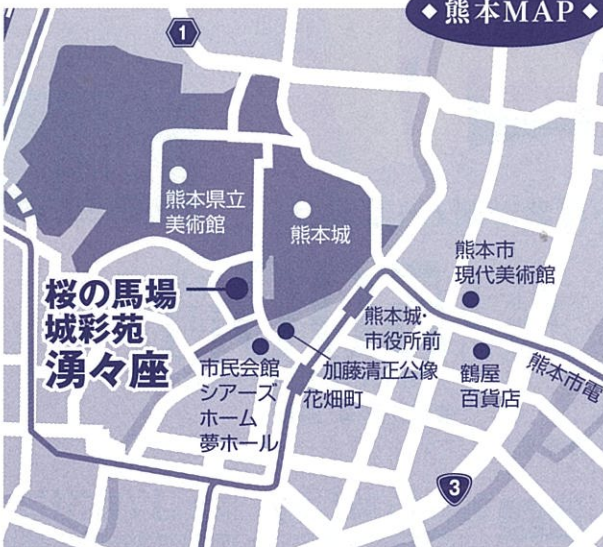 ◆熊本MAP◆
1
熊本県立
美術館
熊本城
熊本市
現代美術館
桜の馬場
城彩苑
湧々座
熊本城・
市役所前
加藤清正公像
市民会館
シアーズ
ホーム
夢ホール
花畑町
鶴屋
百貨店
熊本市電
3